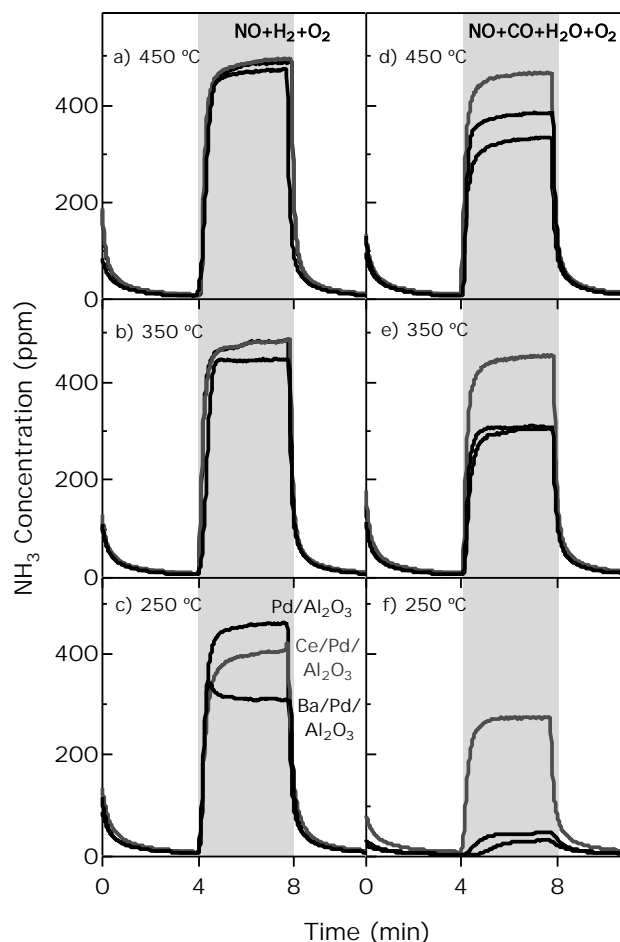 NO+H₂+O₂
NO+CO+H₂O+O₂
a) 450 ºC
d) 450 ºC
400
200
0
b) 350 ºC
e) 350 ºC
400
200
0
c) 250 ºC
Pd/Al₂O₃
f) 250 ºC
Ce/Pd/
Al₂O₃
Ba/Pd/
Al₂O₃
400
200
0
0 4 8 0 4 8
Time (min)
NH₃ Concentration (ppm)